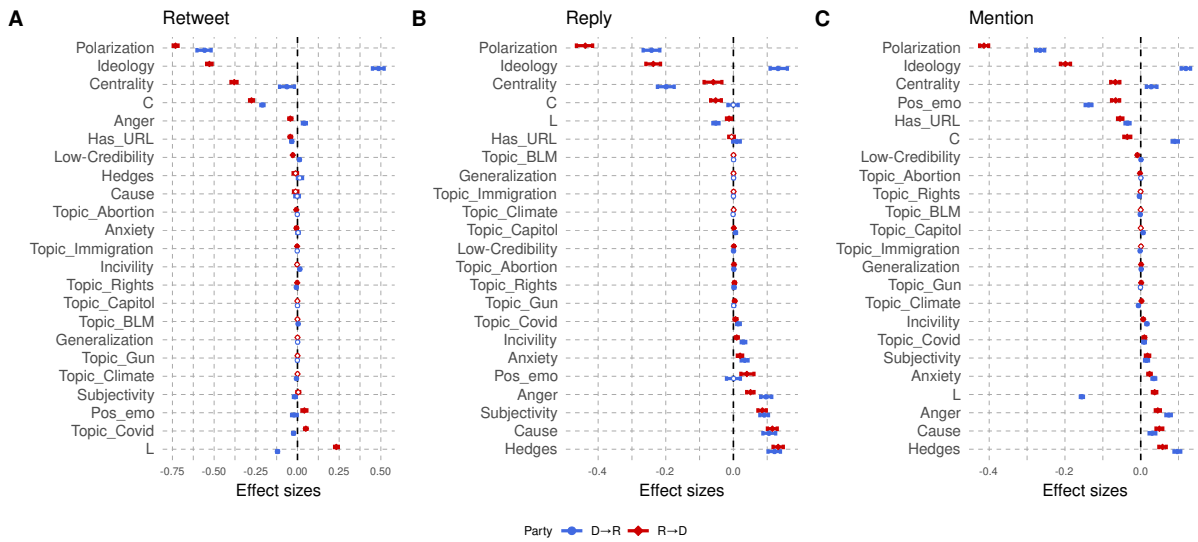 A
Retweet
Polarization
Ideology
Centrality
C
Anger
Has_URL
Low-Credibility
Hedges
Cause
Topic_Abortion
Anxiety
Topic_Immigration
Incivility
Topic_Rights
Topic_Capitol
Topic_BLM
Generalization
Topic_Gun
Topic_Climate
Subjectivity
Pos_emo
Topic_Covid
L
-0.75 -0.50 -0.25 0.00 0.25 0.50
Effect sizes
B
Reply
Polarization
Ideology
Centrality
C
L
Has_URL
Topic_BLM
Generalization
Topic_Immigration
Topic_Climate
Topic_Capitol
Low-Credibility
Topic_Abortion
Topic_Rights
Topic_Gun
Topic_Covid
Incivility
Anxiety
Pos_emo
Anger
Subjectivity
Cause
Hedges
-0.4 -0.2 0.0
Effect sizes
C
Mention
Polarization
Ideology
Centrality
Pos_emo
Has_URL
C
Low-Credibility
Topic_Abortion
Topic_Rights
Topic_BLM
Topic_Capitol
Topic_Immigration
Generalization
Topic_Gun
Topic_Climate
Incivility
Topic_Covid
Subjectivity
Anxiety
L
Anger
Cause
Hedges
-0.4 -0.2 0.0
Effect sizes
Party D→R R→D